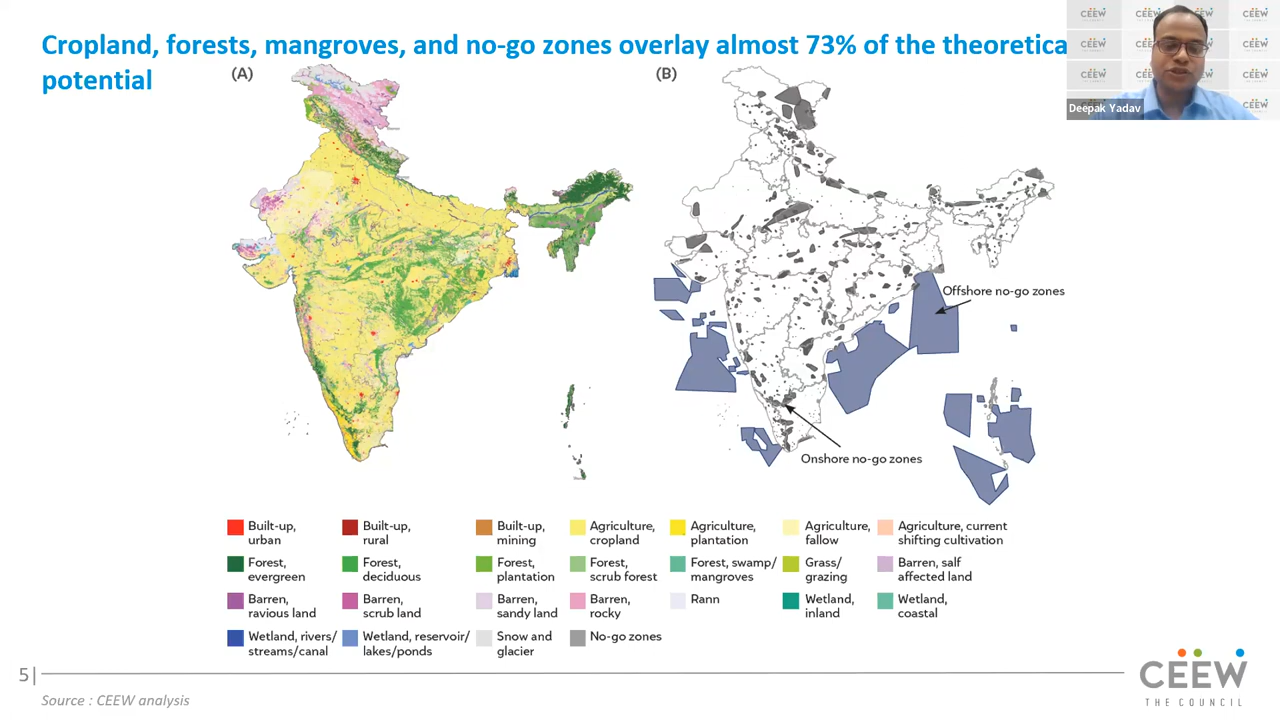 Cropland, forests, mangroves, and no-go zones overlay almost 73% of the theoretica
potential
(A)
(B)
CEEW
THE COUNCIL
Deepak Yadav
Offshore no-go zones
Onshore no-go zones
Built-up, urban
Built-up, rural
Built-up, mining
Agriculture, cropland
Agriculture, plantation
Agriculture, fallow
Agriculture, current shifting cultivation
Forest, evergreen
Forest, deciduous
Forest, plantation
Forest, scrub forest
Forest, swamp/ mangroves
Grass/ grazing
Barren, salf affected land
Barren, ravious land
Barren, scrub land
Barren, sandy land
Barren, rocky
Rann
Wetland, inland
Wetland, coastal
Wetland, rivers/ streams/canal
Wetland, reservoir/ lakes/ponds
Snow and glacier
No-go zones
5|
Source : CEEW analysis
CEEW
THE COUNCIL